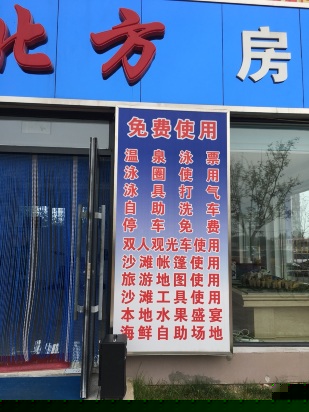 北方 房
免费使用
温泉泳票
泳圈使用
泳具打气
自助洗车
停车免费
双人观光车使用
沙滩帐篷使用
旅游地图使用
沙滩工具使用
本地水果盛宴
海鲜自助场地